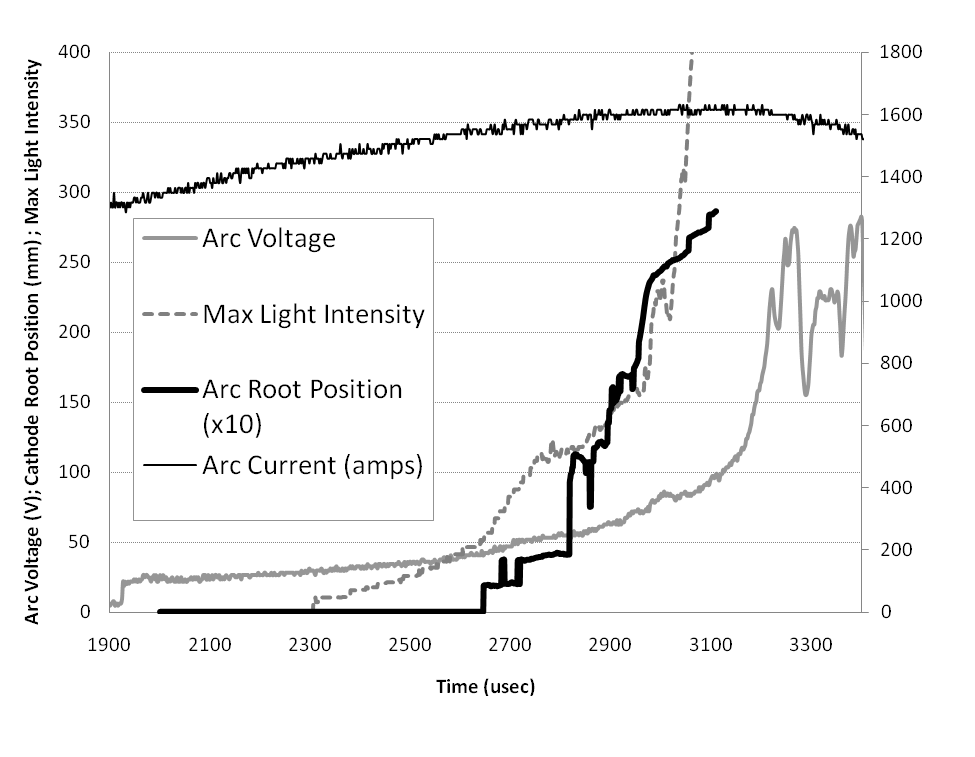 Arc Voltage (V); Cathode Root Position (mm) ; Max Light Intensity
400
350
300
250
200
150
100
50
0
1800
1600
1400
1200
1000
800
600
400
200
0
Arc Voltage
Max Light Intensity
Arc Root Position
(x10)
Arc Current (amps)
1900 2100 2300 2500 2700 2900 3100 3300
Time (usec)